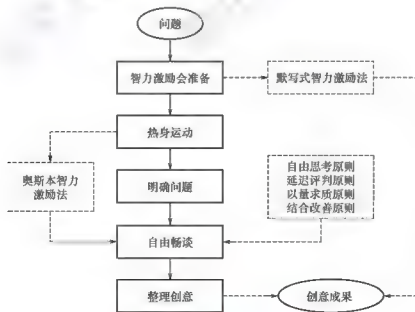 问题
智力激励会准备
默写式智力激励法
热身运动
奥斯本智力
激励法
明确问题
自由思考原则
延迟评判原则
以量求质原则
结合改善原则
自由畅谈
整理创意
创意成果